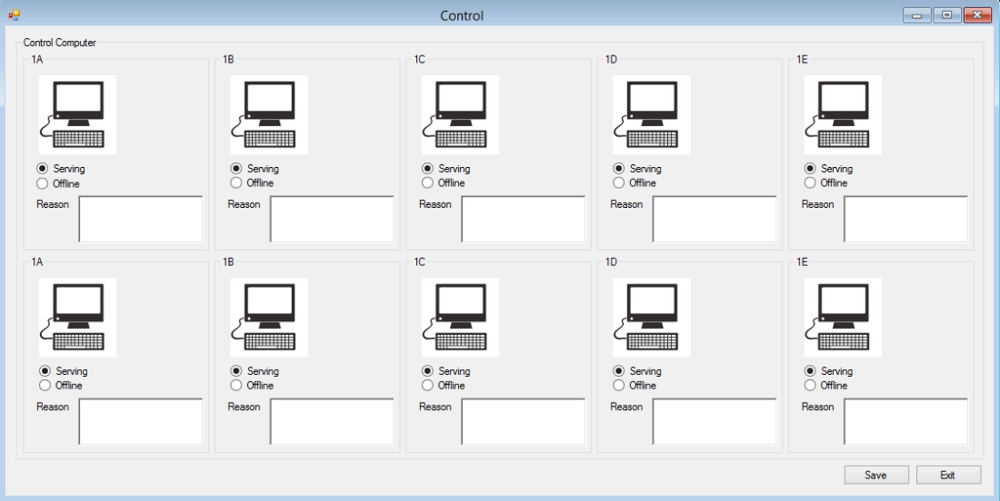 Control
Control Computer
1A 1B 1C 1D 1E
Serving Serving Serving Serving Serving
Offline Offline Offline Offline Offline
Reason Reason Reason Reason Reason
1A 1B 1C 1D 1E
Serving Serving Serving Serving Serving
Offline Offline Offline Offline Offline
Reason Reason Reason Reason Reason
Save Exit